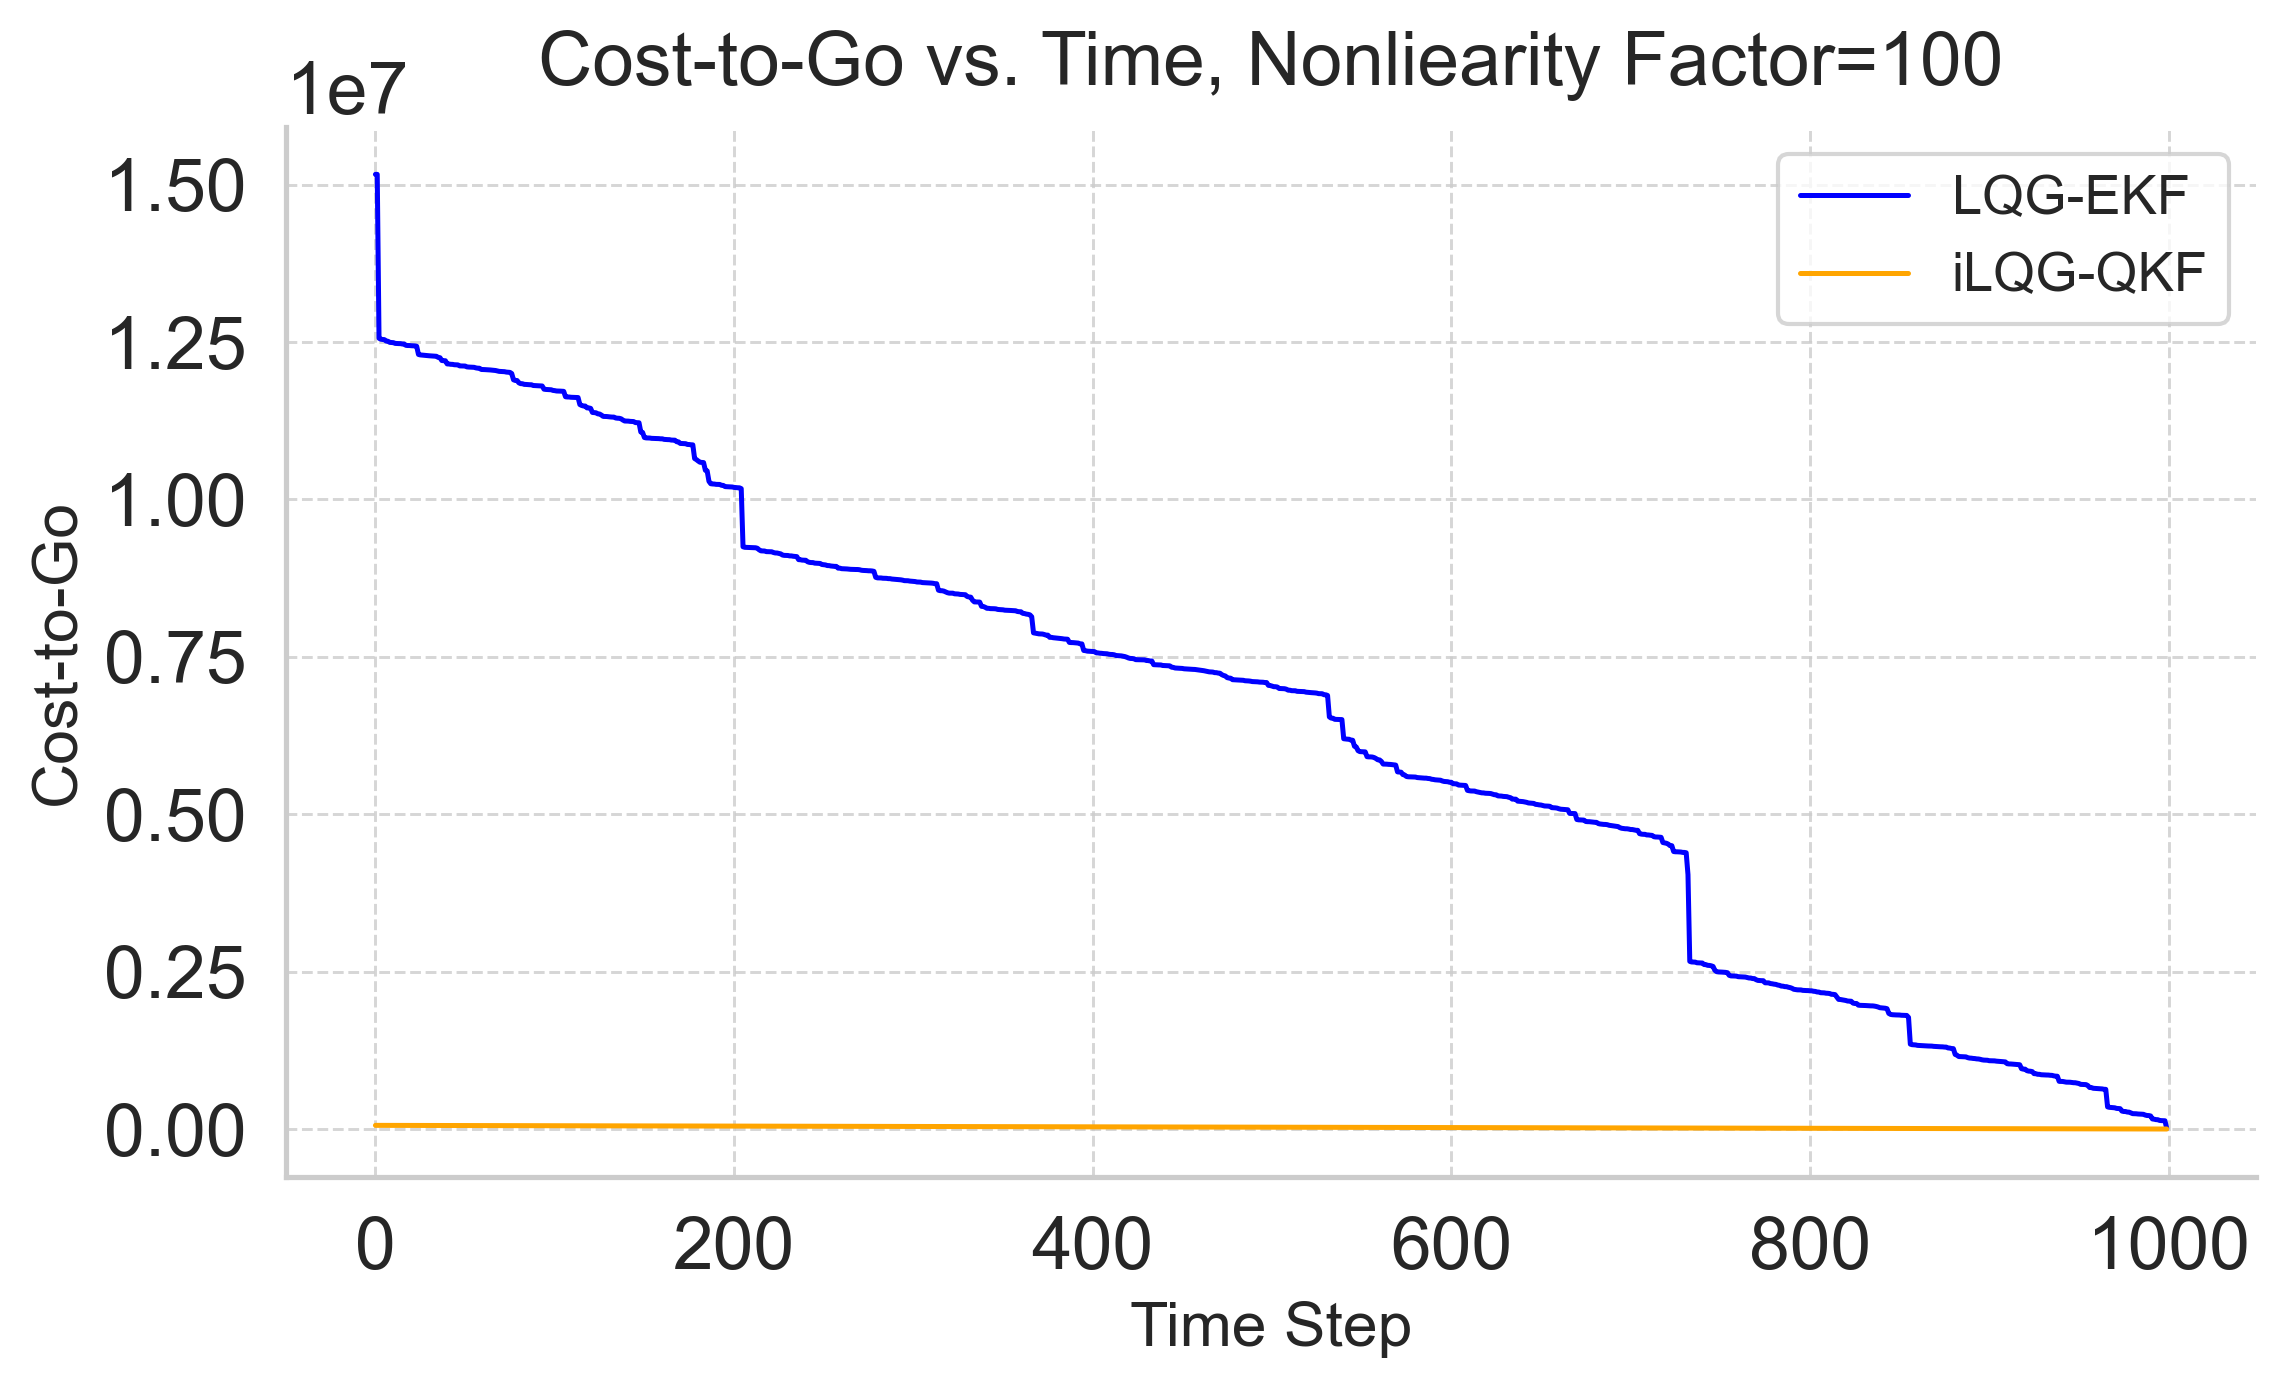 Cost-to-Go vs. Time, Nonliearity Factor=100
1e7
1.50
1.25
1.00
0.75
0.50
0.25
0.00
Cost-to-Go
LQG-EKF
iLQG-QKF
0 200 400 600 800 1000
Time Step